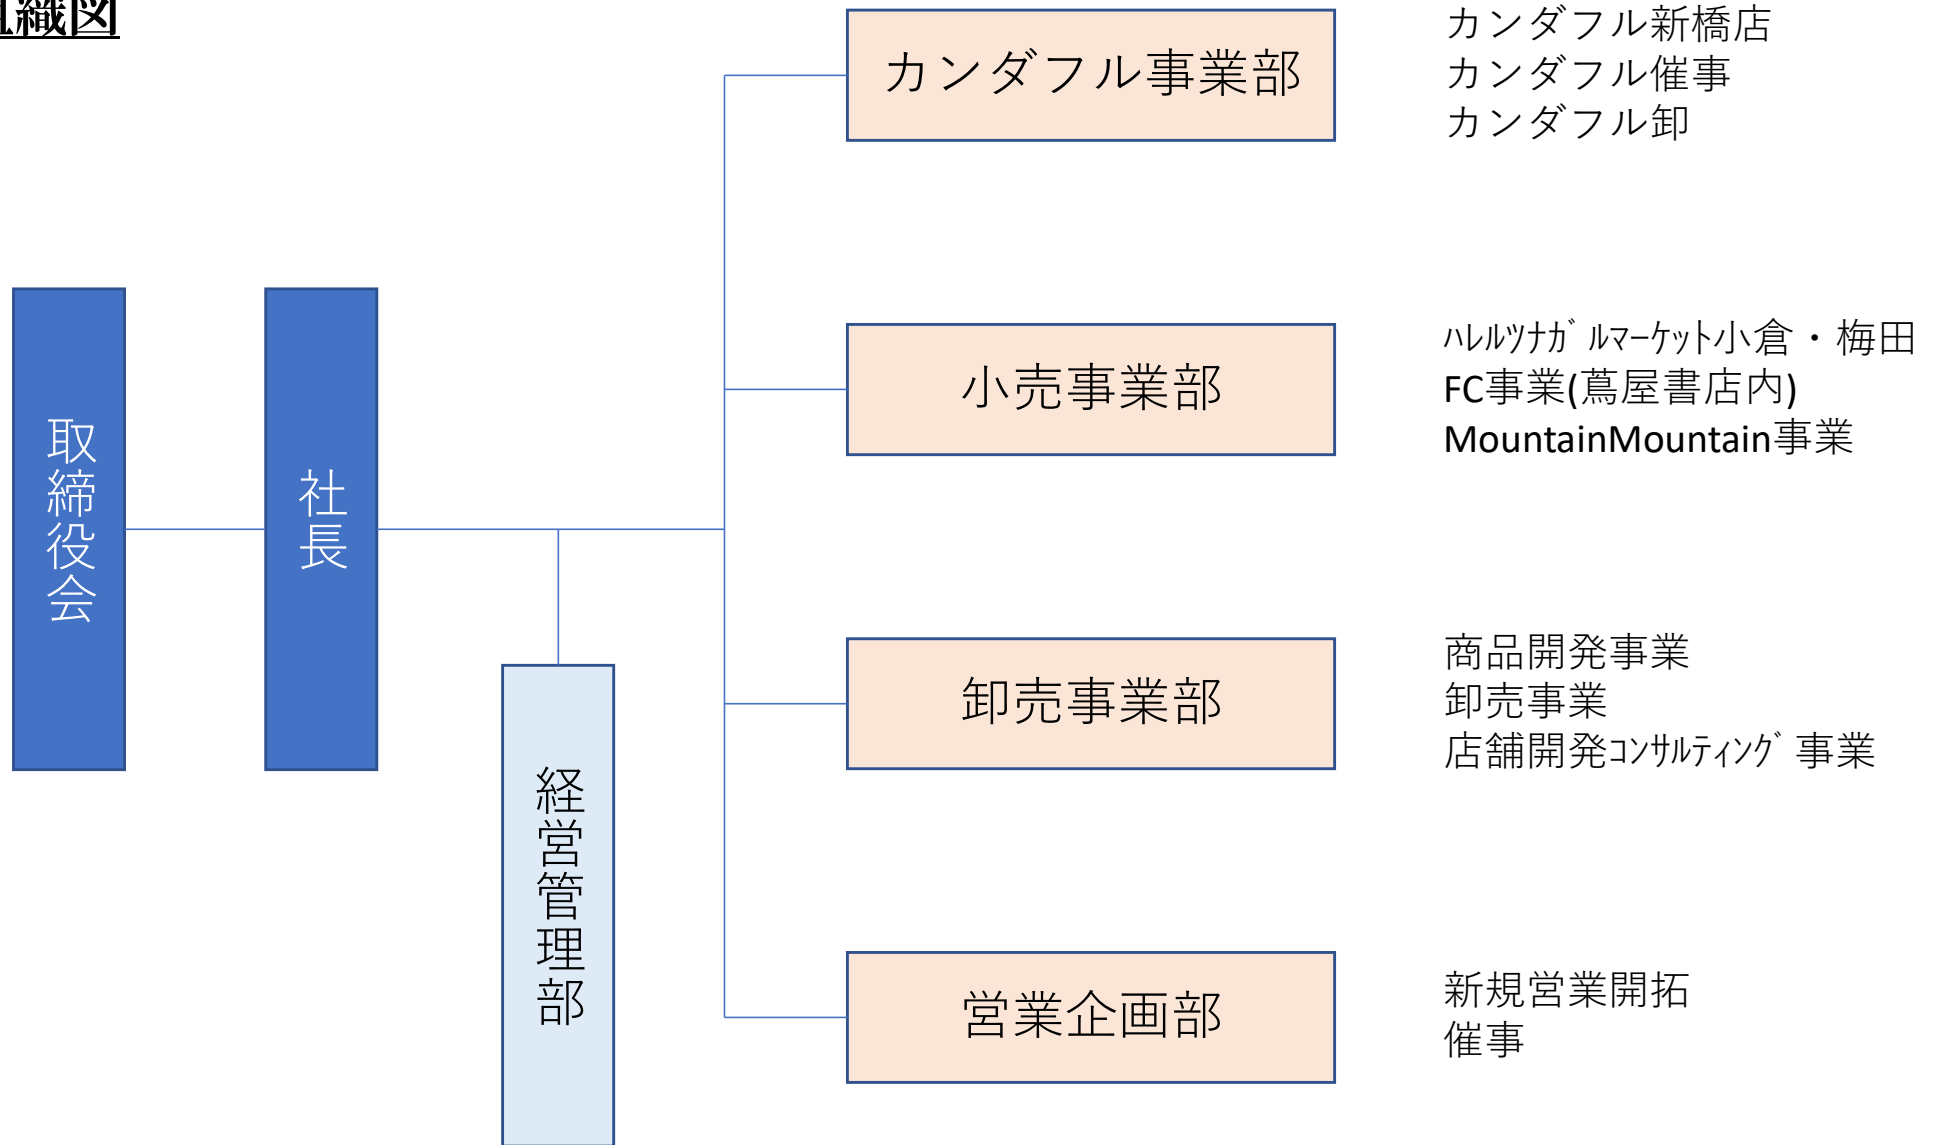 組織図
取締役会
社長
経営管理部
カンダフル事業部
カンダフル新橋店
カンダフル催事
カンダフル卸
小売事業部
ﾊﾚﾙﾂﾅｶﾞﾙﾏｰｹｯﾄ小倉・梅田
FC事業(蔦屋書店内)
MountainMountain事業
卸売事業部
商品開発事業
卸売事業
店舗開発ｺﾝｻﾙﾃｨﾝｸﾞ事業
営業企画部
新規営業開拓
催事